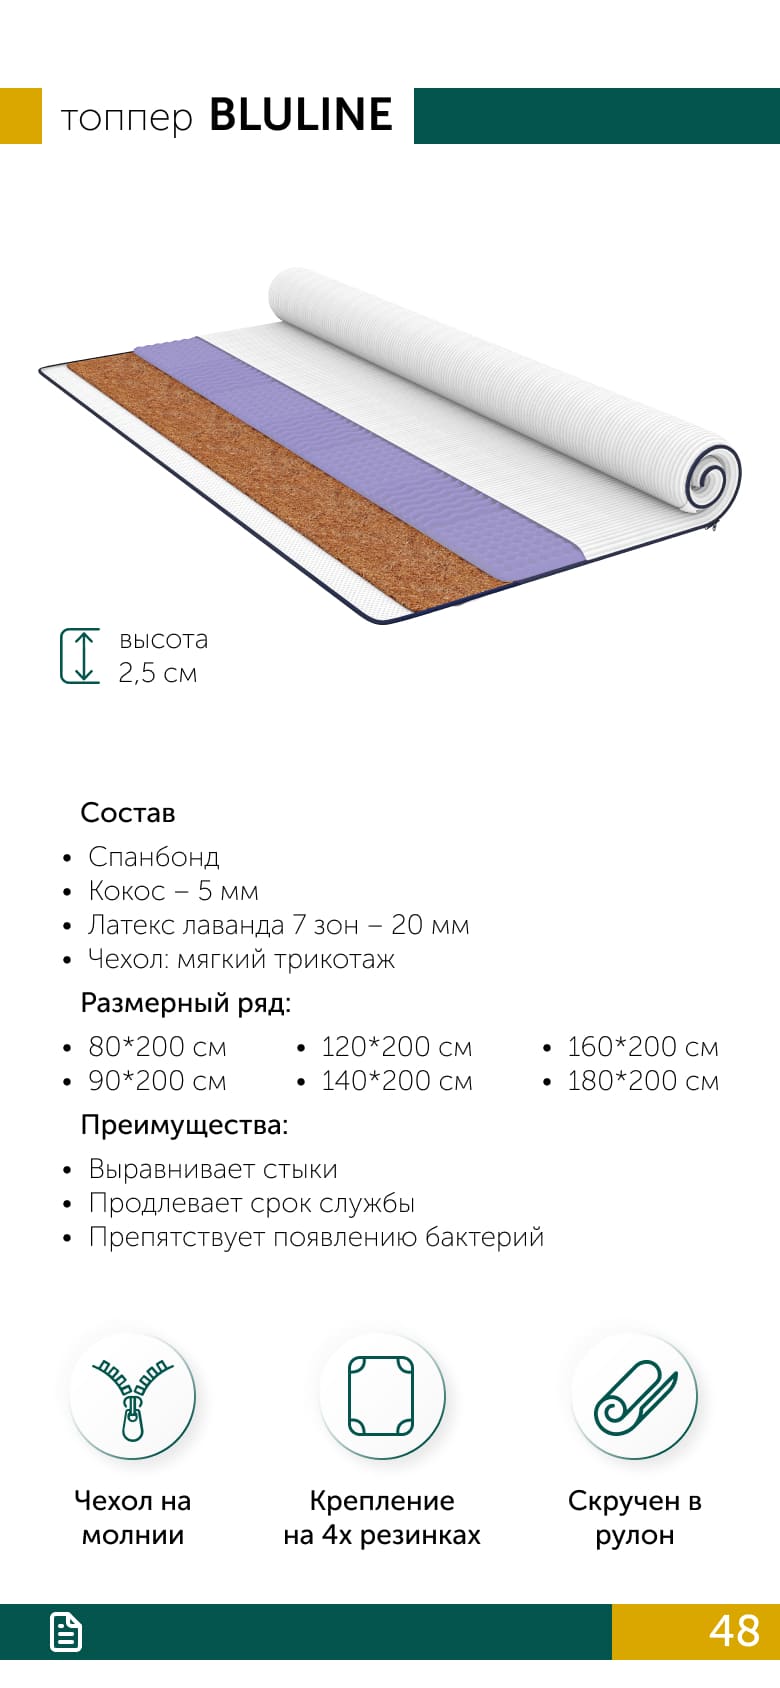 топпер BLULINE
высота
2,5 см
Состав
• Спанбонд
• Кокос – 5 мм
• Латекс лаванда 7 зон – 20 мм
• Чехол: мягкий трикотаж
Размерный ряд:
• 80*200 см • 120*200 см • 160*200 см
• 90*200 см • 140*200 см • 180*200 см
Преимущества:
• Выравнивает стыки
• Продлевает срок службы
• Препятствует появлению бактерий
Чехол на
молнии
Крепление
на 4х резинках
Скручен в
рулон
48